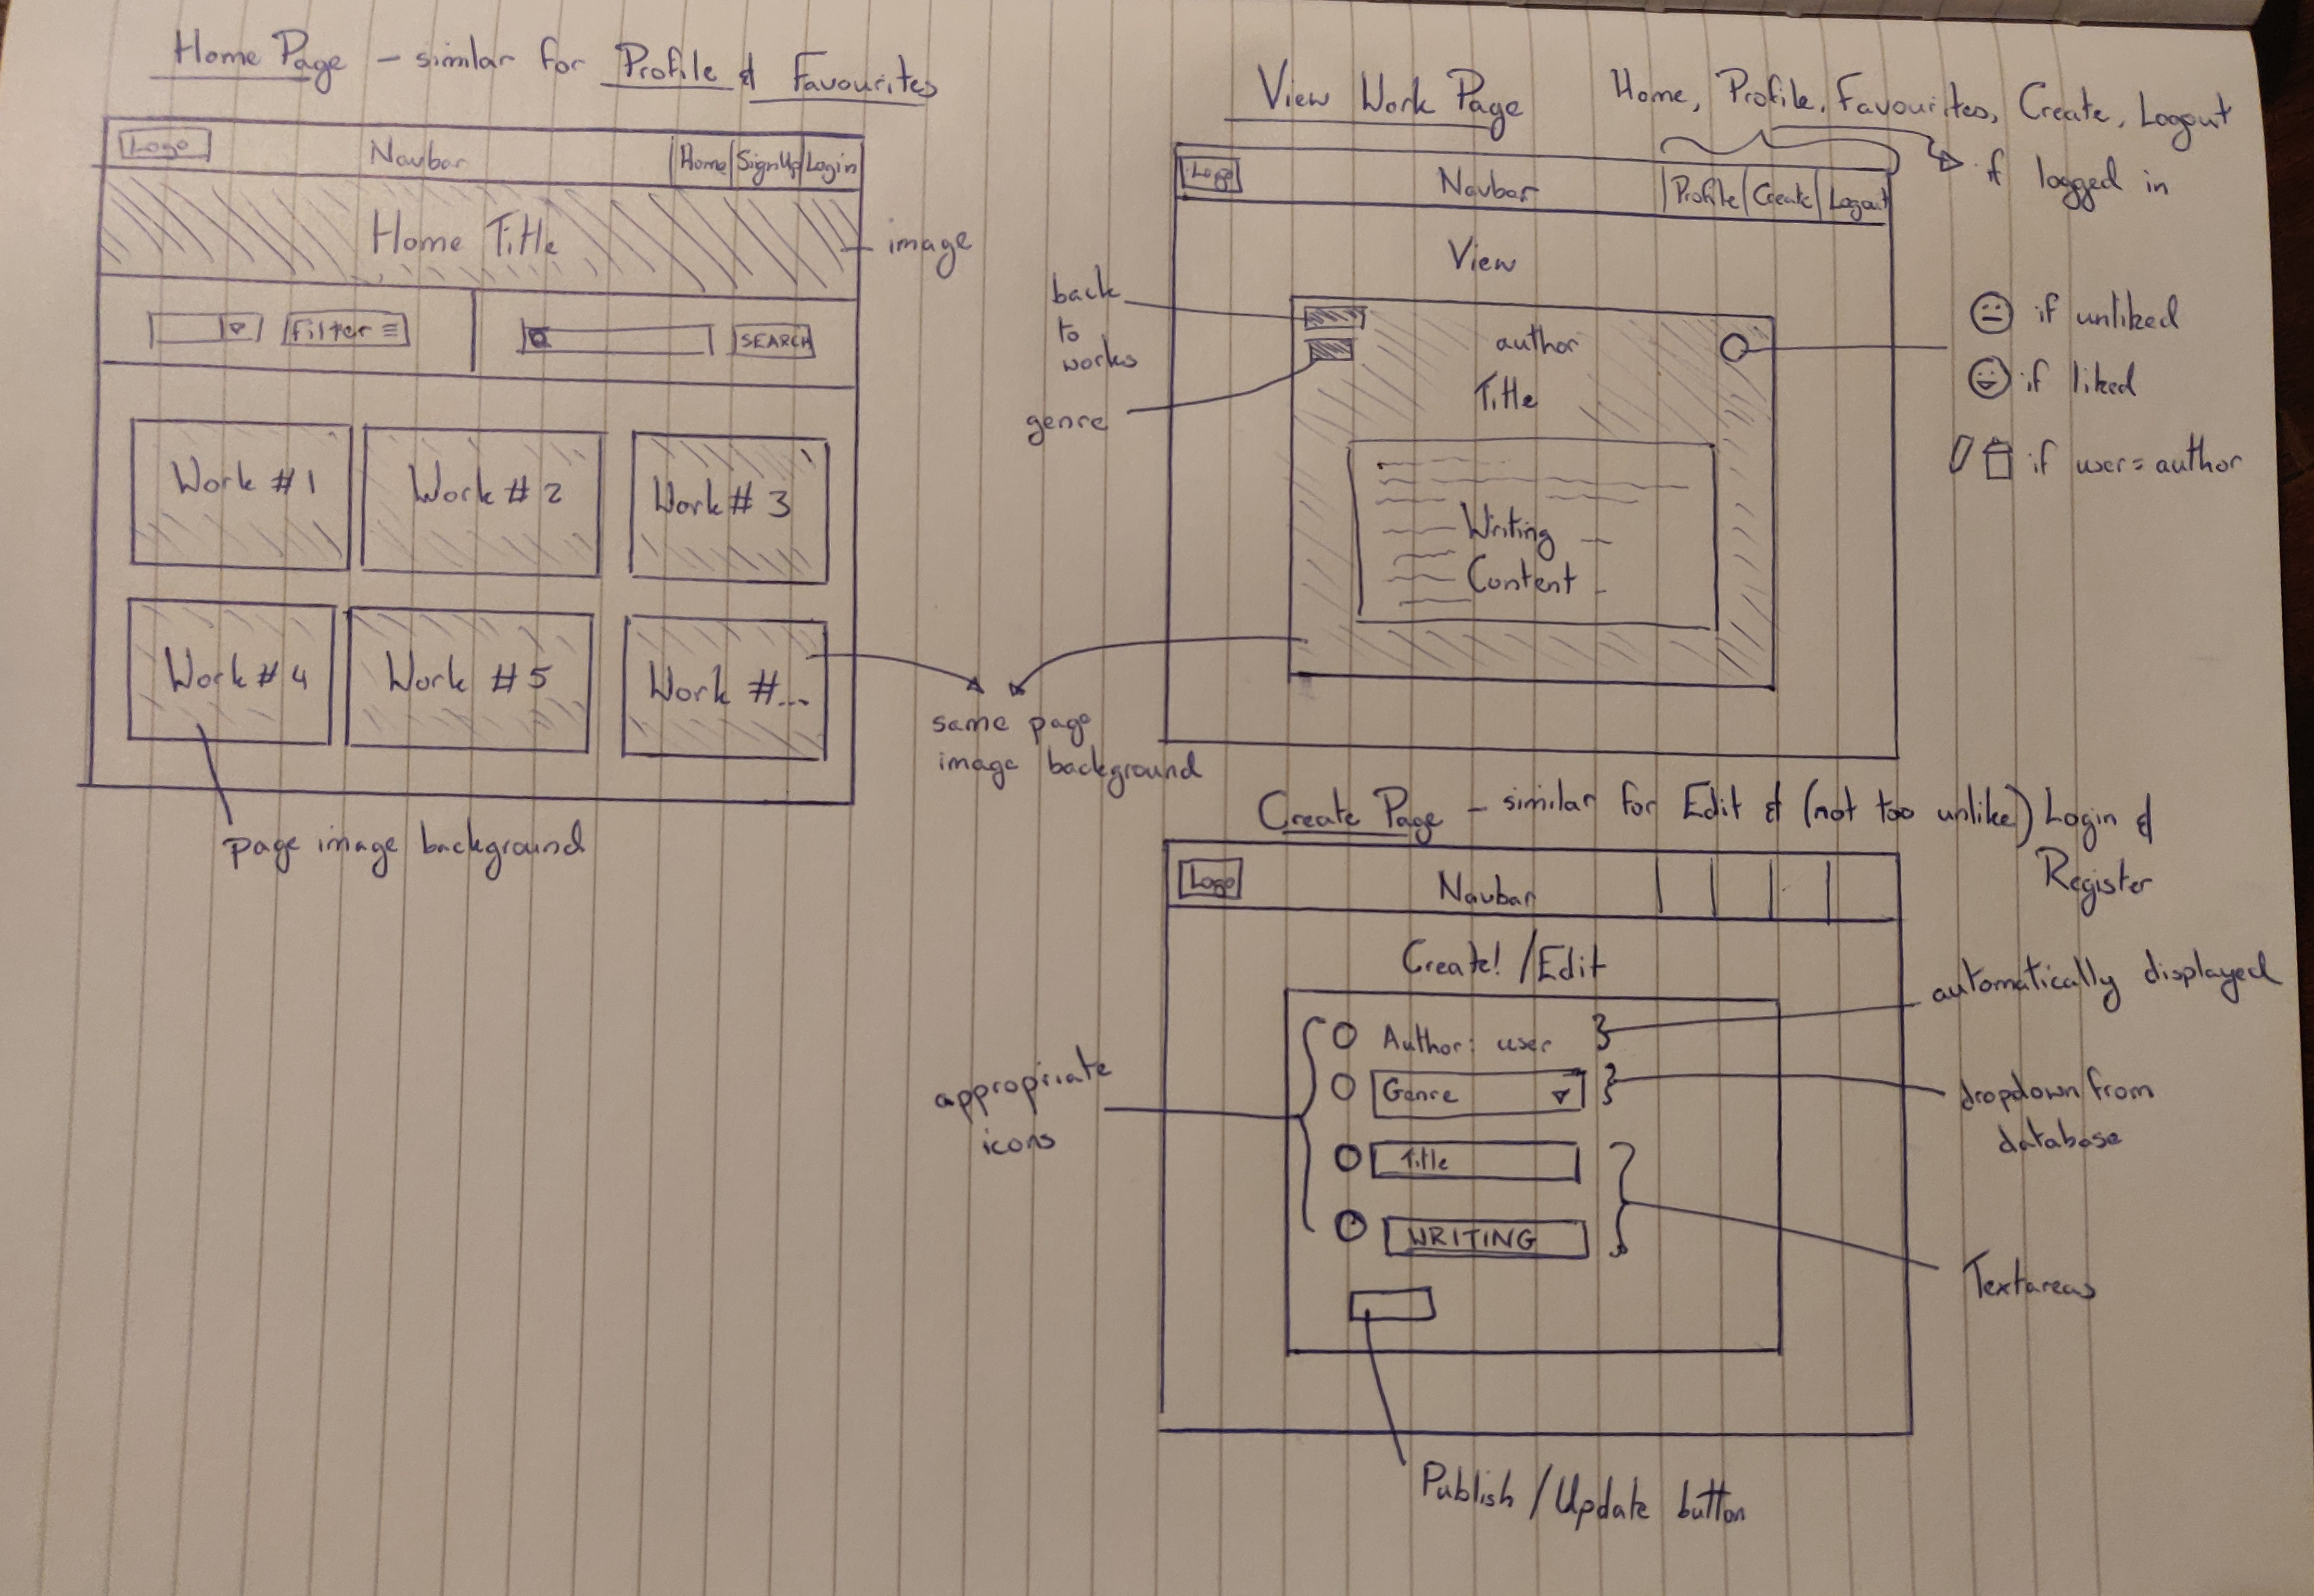 Home Page - similar for Profile & Favourites
Logo
Navbar
Home
SignUp
Login
Home Title
image
Filter
SEARCH
Work #1
Work #2
Work #3
Work #4
Work #5
Work #...
page image background
same page
image background
View Work Page
Home, Profile, Favourites, Create, Logout
if logged in
Logo
Navbar
Profile
Create
Logout
View
back
to
works
genre
author
Title
Writing
Content
if unliked
if liked
if user = author
Create Page - similar for Edit & (not too unlike) Login &
Register
Logo
Navbar
Create! /Edit
Author: user
automatically displayed
Genre
dropdown from
database
Title
WRITING
Textareas
appropriate
icons
Publish / Update button